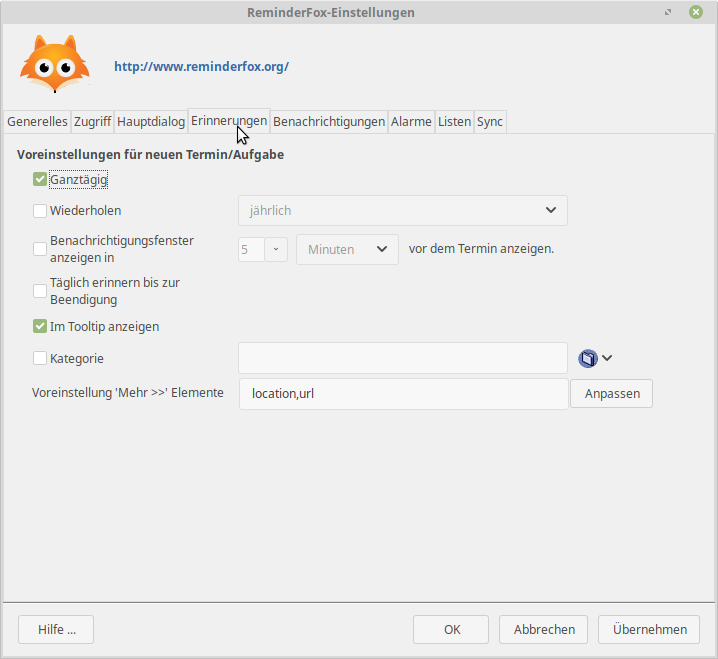 ReminderFox-Einstellungen
http://www.reminderfox.org/
Generelles Zugriff Hauptdialog Erinnerungen Benachrichtigungen Alarme Listen Sync
Voreinstellungen für neuen Termin/Aufgabe
Ganztägig
Wiederholen jährlich
Benachrichtigungsfenster
anzeigen in 5 Minuten vor dem Termin anzeigen.
Täglich erinnern bis zur
Beendigung
Im Tooltip anzeigen
Kategorie
Voreinstellung 'Mehr >>' Elemente location,url Anpassen
Hilfe ... OK Abbrechen Übernehmen